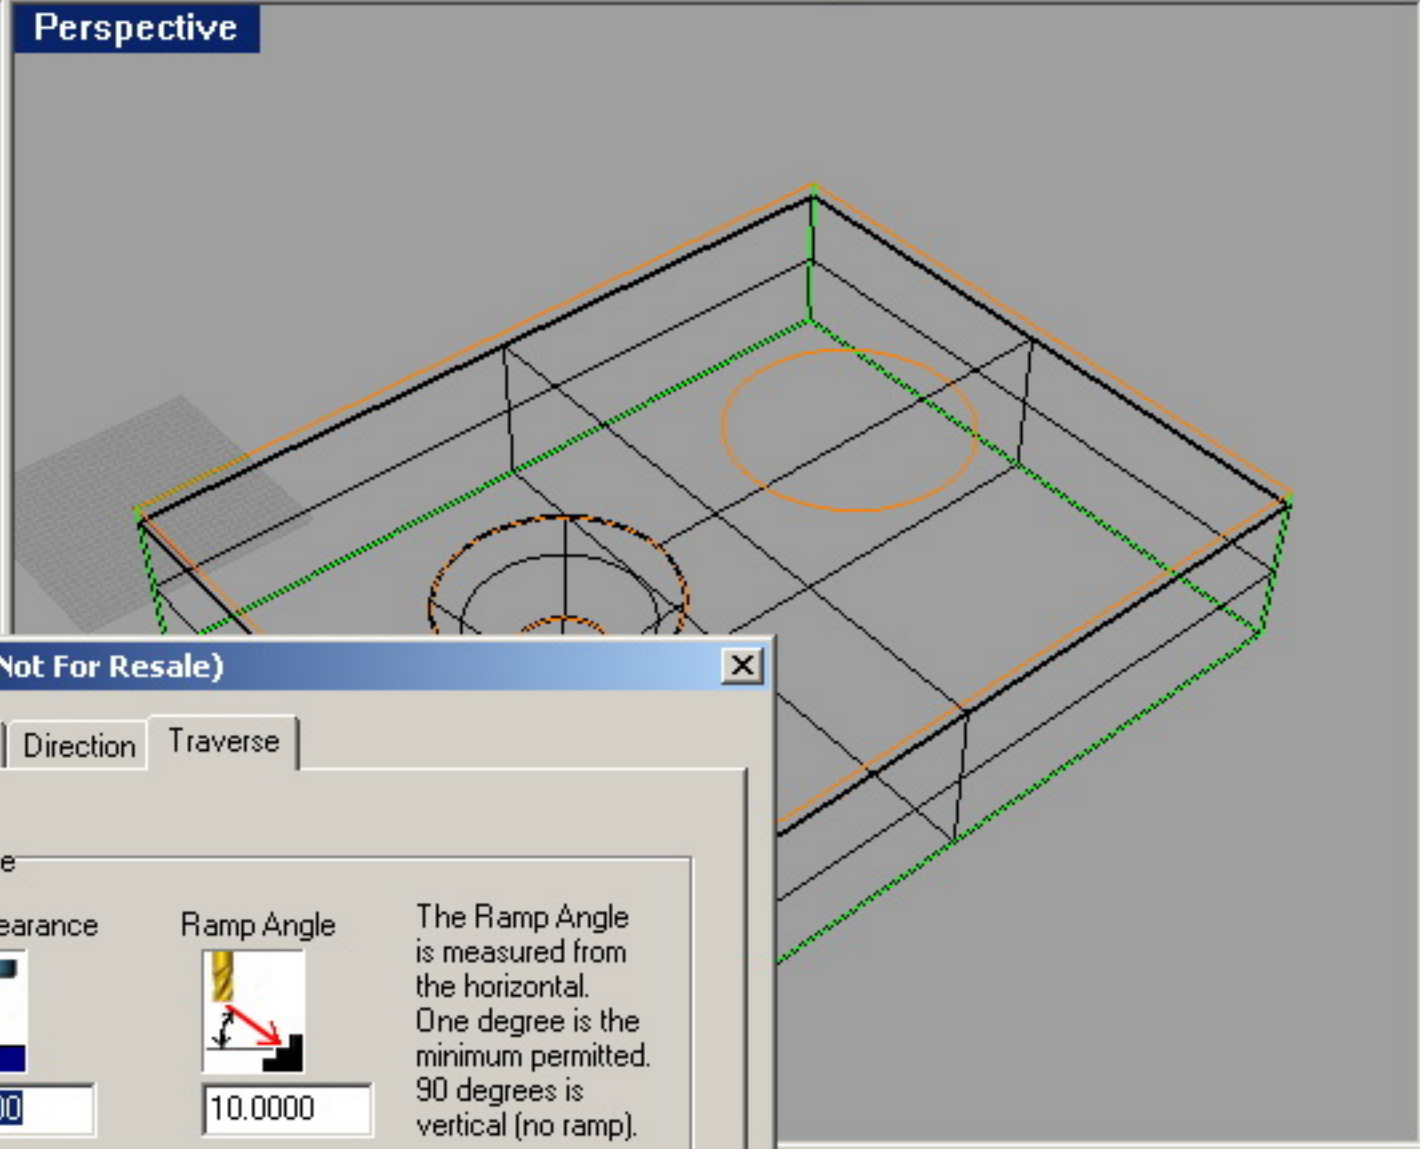 Perspective
Not For Resale)
Direction
Traverse
earance
Ramp Angle
The Ramp Angle
is measured from
the horizontal.
One degree is the
minimum permitted.
90 degrees is
vertical (no ramp).
00
10.0000